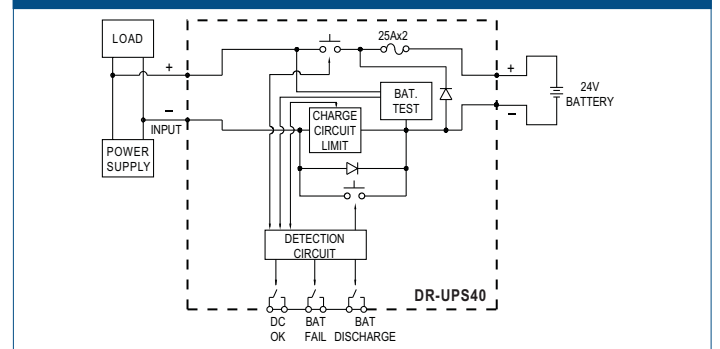 LOAD
+
−
INPUT
POWER
SUPPLY
25Ax2
BAT.
TEST
CHARGE
CIRCUIT
LIMIT
+
−
24V
BATTERY
DETECTION
CIRCUIT
DR-UPS40
DC
OK
BAT
FAIL
BAT
DISCHARGE